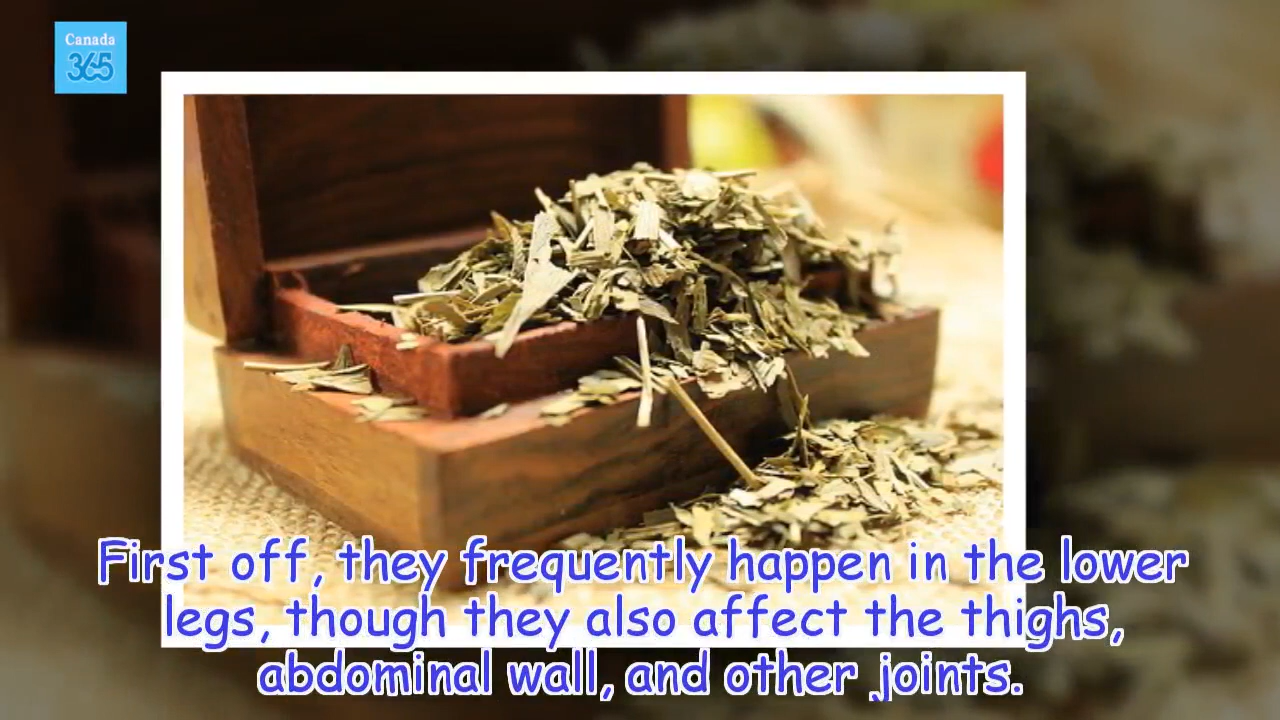 Canada
365
First off, they frequently happen in the lower
legs, though they also affect the thighs,
abdominal wall, and other joints.